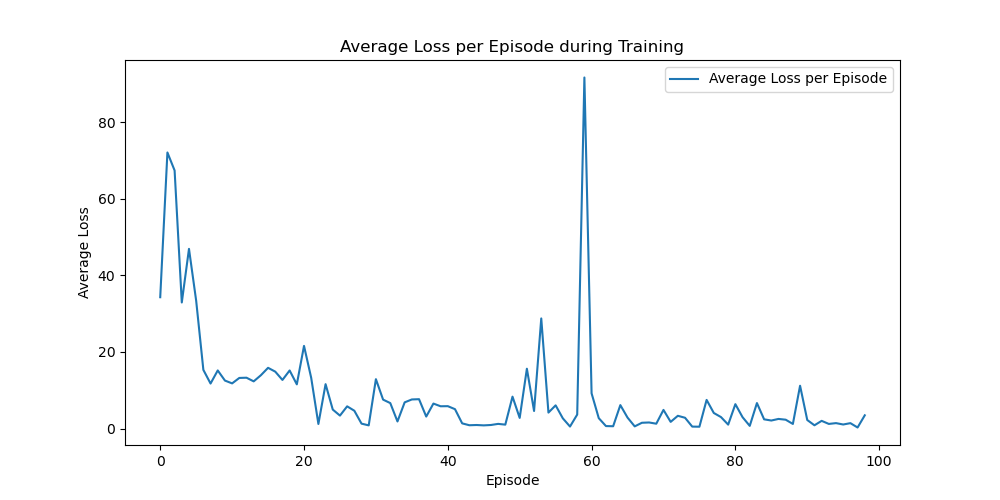 Average Loss per Episode during Training
Average Loss per Episode
80
60
40
20
0
Average Loss
0 20 40 60 80 100
Episode